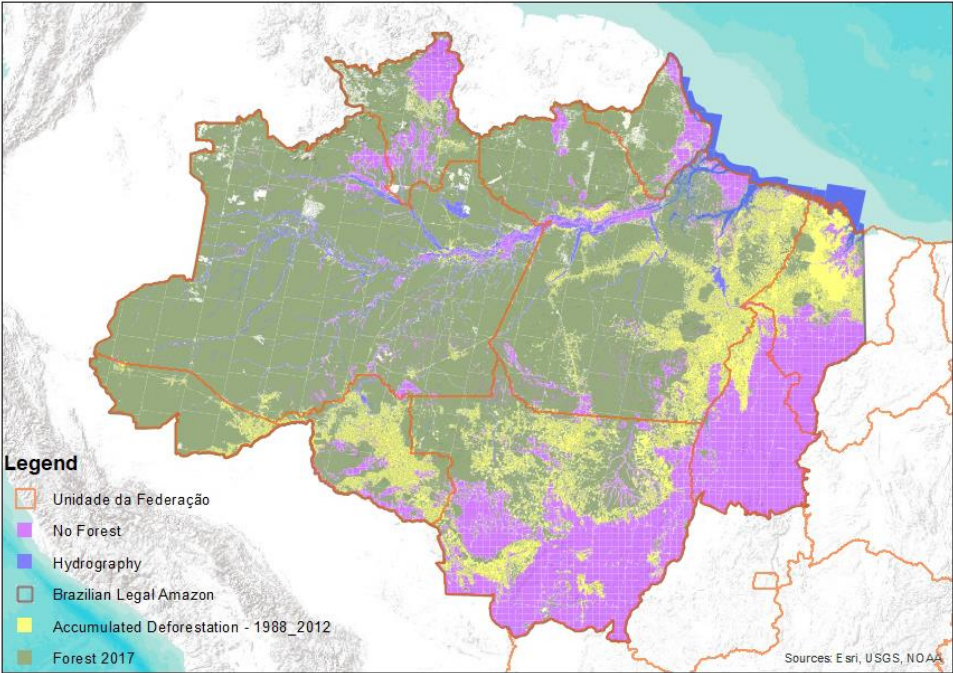 Legend
Unidade da Federação
No Forest
Hydrography
Brazilian Legal Amazon
Accumulated Deforestation - 1988_2012
Forest 2017
Sources: Esri, USGS, NOAA